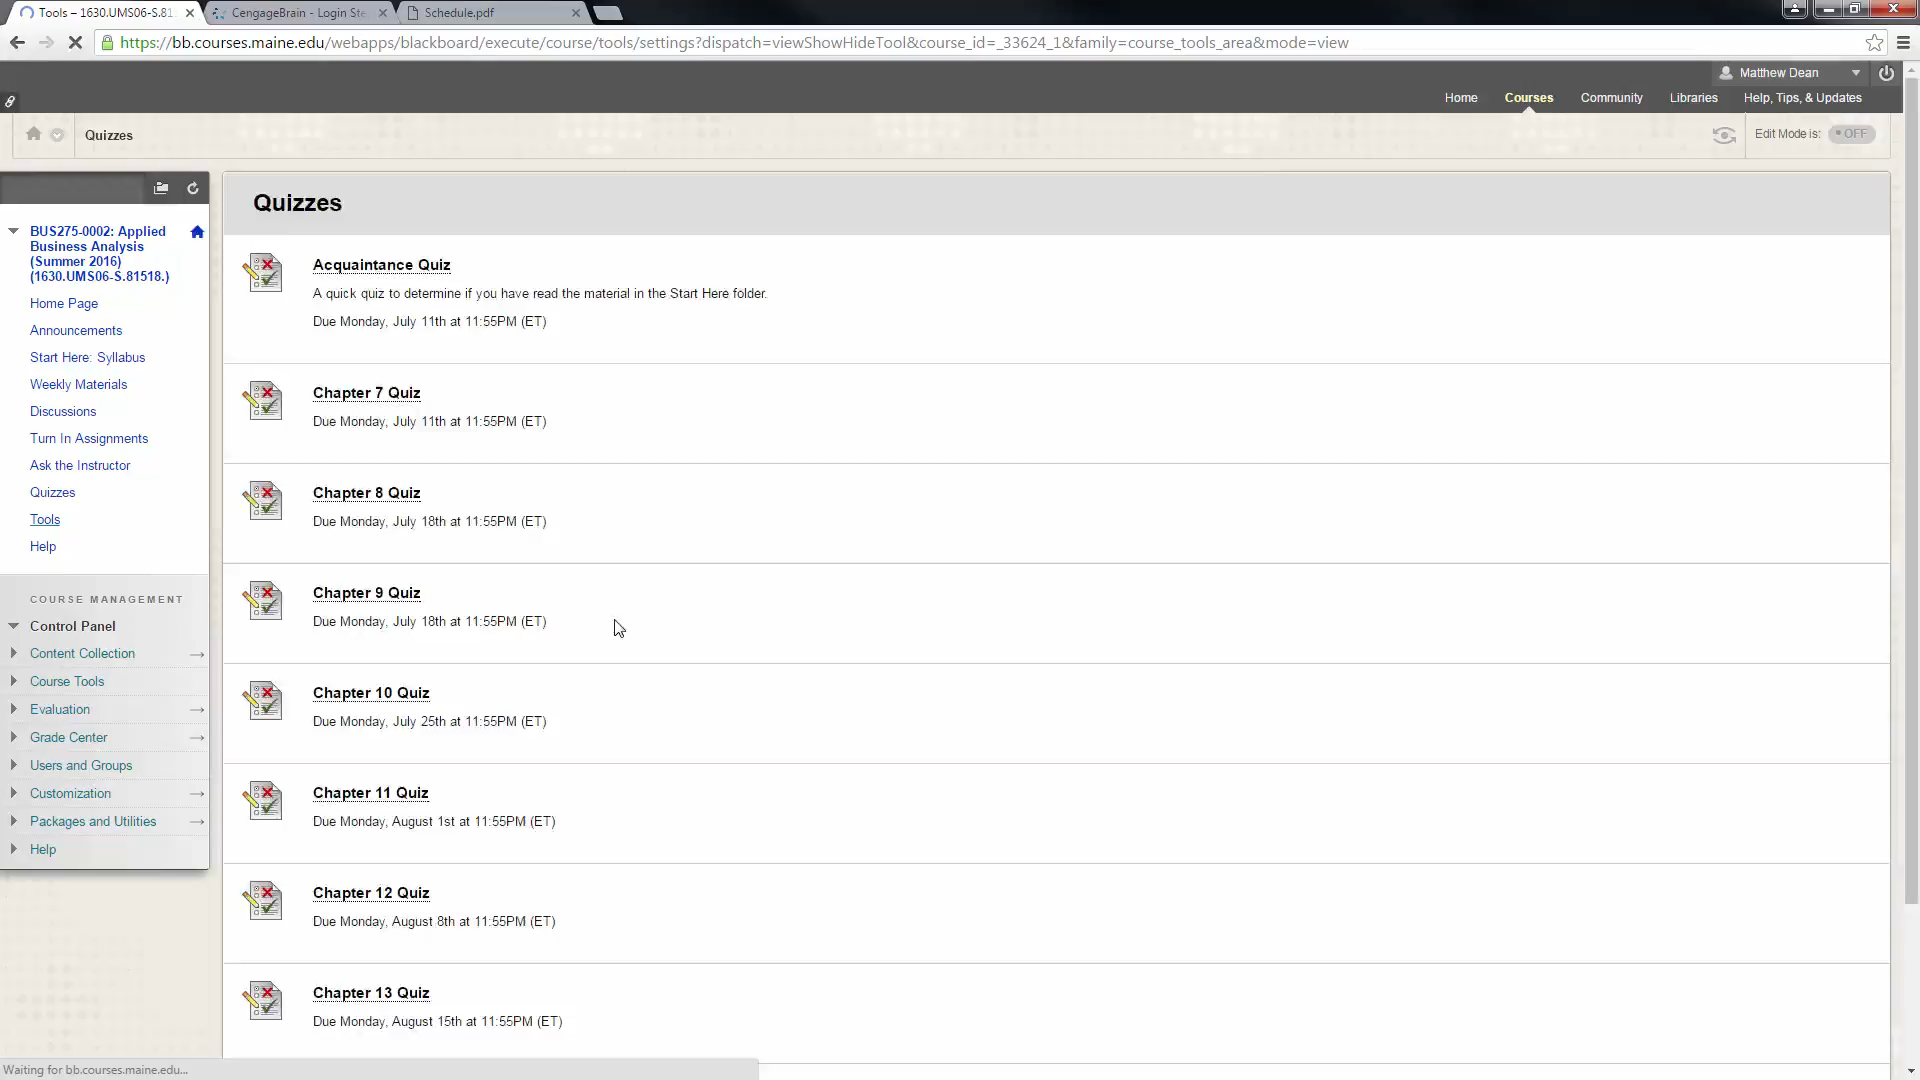 Tools – 1630.UMS06-S.81
CengageBrain - Login Ste
Schedule.pdf
https://bb.courses.maine.edu/webapps/blackboard/execute/course/tools/settings?dispatch=viewShowHideTool&course_id=_33624_1&family=course_tools_area&mode=view
Matthew Dean
Home Courses Community Libraries Help, Tips, & Updates
Quizzes
Edit Mode is: OFF
BUS275-0002: Applied
Business Analysis
(Summer 2016)
(1630.UMS06-S.81518.)
Home Page
Announcements
Start Here: Syllabus
Weekly Materials
Discussions
Turn In Assignments
Ask the Instructor
Quizzes
Tools
Help
COURSE MANAGEMENT
Control Panel
Content Collection
Course Tools
Evaluation
Grade Center
Users and Groups
Customization
Packages and Utilities
Help
Quizzes
Acquaintance Quiz
A quick quiz to determine if you have read the material in the Start Here folder.
Due Monday, July 11th at 11:55PM (ET)
Chapter 7 Quiz
Due Monday, July 11th at 11:55PM (ET)
Chapter 8 Quiz
Due Monday, July 18th at 11:55PM (ET)
Chapter 9 Quiz
Due Monday, July 18th at 11:55PM (ET)
Chapter 10 Quiz
Due Monday, July 25th at 11:55PM (ET)
Chapter 11 Quiz
Due Monday, August 1st at 11:55PM (ET)
Chapter 12 Quiz
Due Monday, August 8th at 11:55PM (ET)
Chapter 13 Quiz
Due Monday, August 15th at 11:55PM (ET)
Waiting for bb.courses.maine.edu...